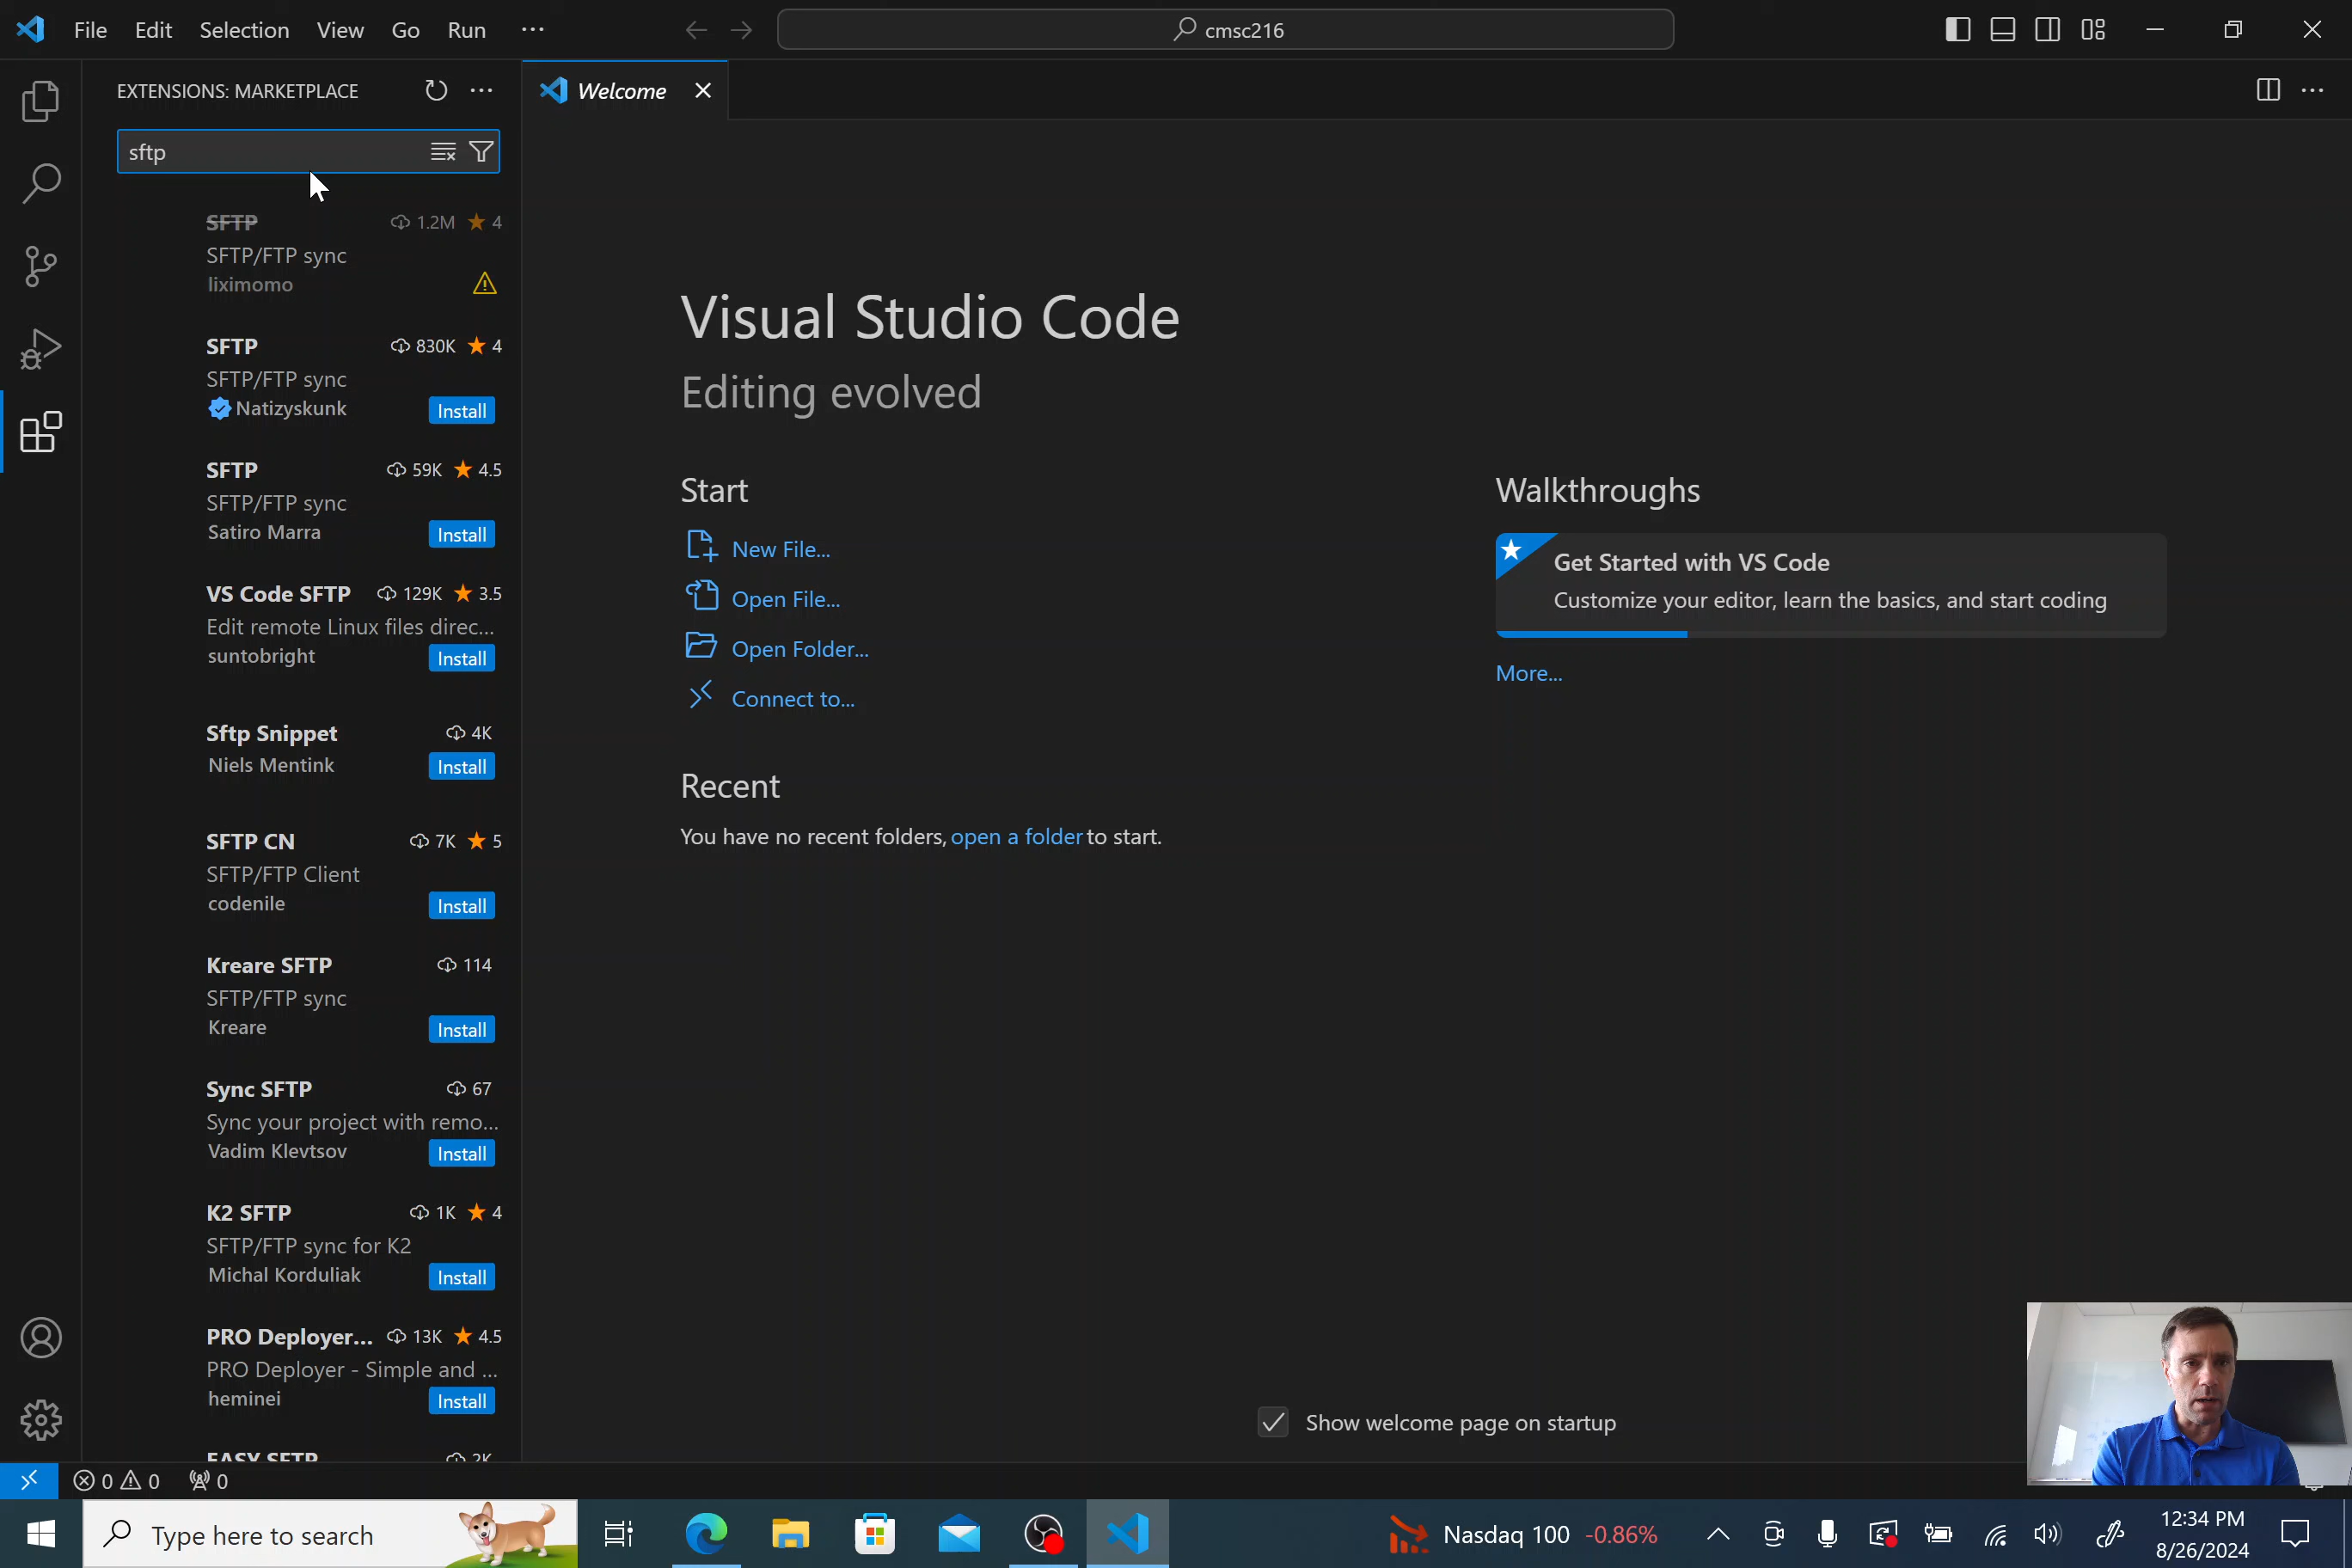 File Edit Selection View Go Run ···
cmsc216
EXTENSIONS: MARKETPLACE
Welcome
sftp
SFTP 1.2M ★ 4
SFTP/FTP sync
liximomo
SFTP 830K ★ 4
SFTP/FTP sync
Natizyskunk Install
SFTP 59K ★ 4.5
SFTP/FTP sync
Satiro Marra Install
VS Code SFTP 129K ★ 3.5
Edit remote Linux files direc...
suntobright Install
Sftp Snippet 4K
Niels Mentink Install
SFTP CN 7K ★ 5
SFTP/FTP Client
codenile Install
Kreare SFTP 114
SFTP/FTP sync
Kreare Install
Sync SFTP 67
Sync your project with remo...
Vadim Klevtsov Install
K2 SFTP 1K ★ 4
SFTP/FTP sync for K2
Michal Korduliak Install
PRO Deployer... 13K ★ 4.5
PRO Deployer - Simple and ...
heminei Install
EASY SFTP 2K
Visual Studio Code
Editing evolved
Start
New File...
Open File...
Open Folder...
Connect to...
Recent
You have no recent folders, open a folder to start.
Walkthroughs
Get Started with VS Code
Customize your editor, learn the basics, and start coding
More...
Show welcome page on startup
0 0 0
Type here to search
Nasdaq 100 -0.86%
12:34 PM
8/26/2024